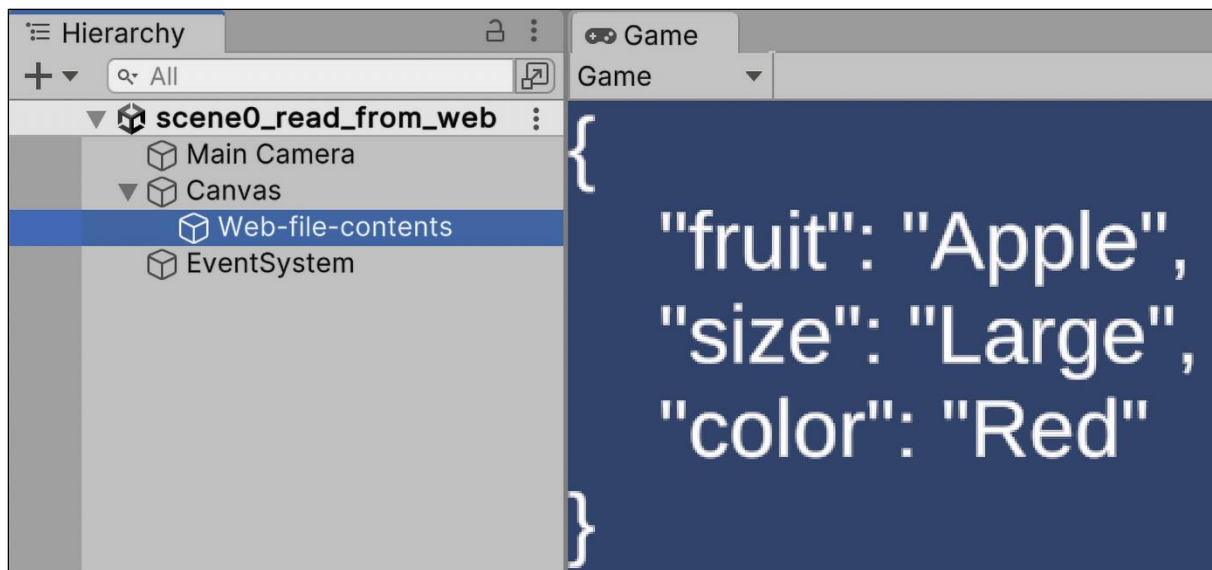 Hierarchy
All
scene0_read_from_web
Main Camera
Canvas
Web-file-contents
EventSystem
Game
Game
{
"fruit": "Apple",
"size": "Large",
"color": "Red"
}